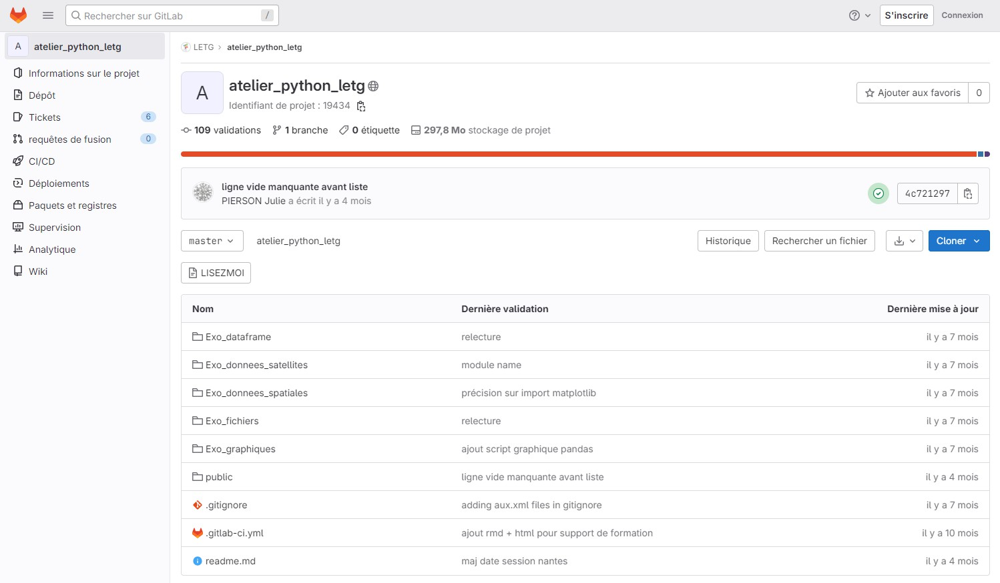 Rechercher sur GitLab /
S'inscrire Connexion
A atelier_python_letg
Informations sur le projet
Dépôt
Tickets 6
requêtes de fusion 0
CI/CD
Déploiements
Paquets et registres
Supervision
Analytique
Wiki
LETG › atelier_python_letg
A
atelier_python_letg
Identifiant de projet : 19434
Ajouter aux favoris 0
109 validations 1 branche 0 étiquette 297,8 Mo stockage de projet
ligne vide manquante avant liste
PIERSON Julie a écrit il y a 4 mois
4c721297
master atelier_python_letg Historique Rechercher un fichier Cloner
LISEZMOI
Nom Dernière validation Dernière mise à jour
Exo_dataframe relecture il y a 7 mois
Exo_donnees_satellites module name il y a 7 mois
Exo_donnees_spatiales précision sur import matplotlib il y a 7 mois
Exo_fichiers relecture il y a 7 mois
Exo_graphiques ajout script graphique pandas il y a 7 mois
public ligne vide manquante avant liste il y a 4 mois
.gitignore adding aux.xml files in gitignore il y a 7 mois
.gitlab-ci.yml ajout rmd + html pour support de formation il y a 10 mois
readme.md maj date session nantes il y a 4 mois